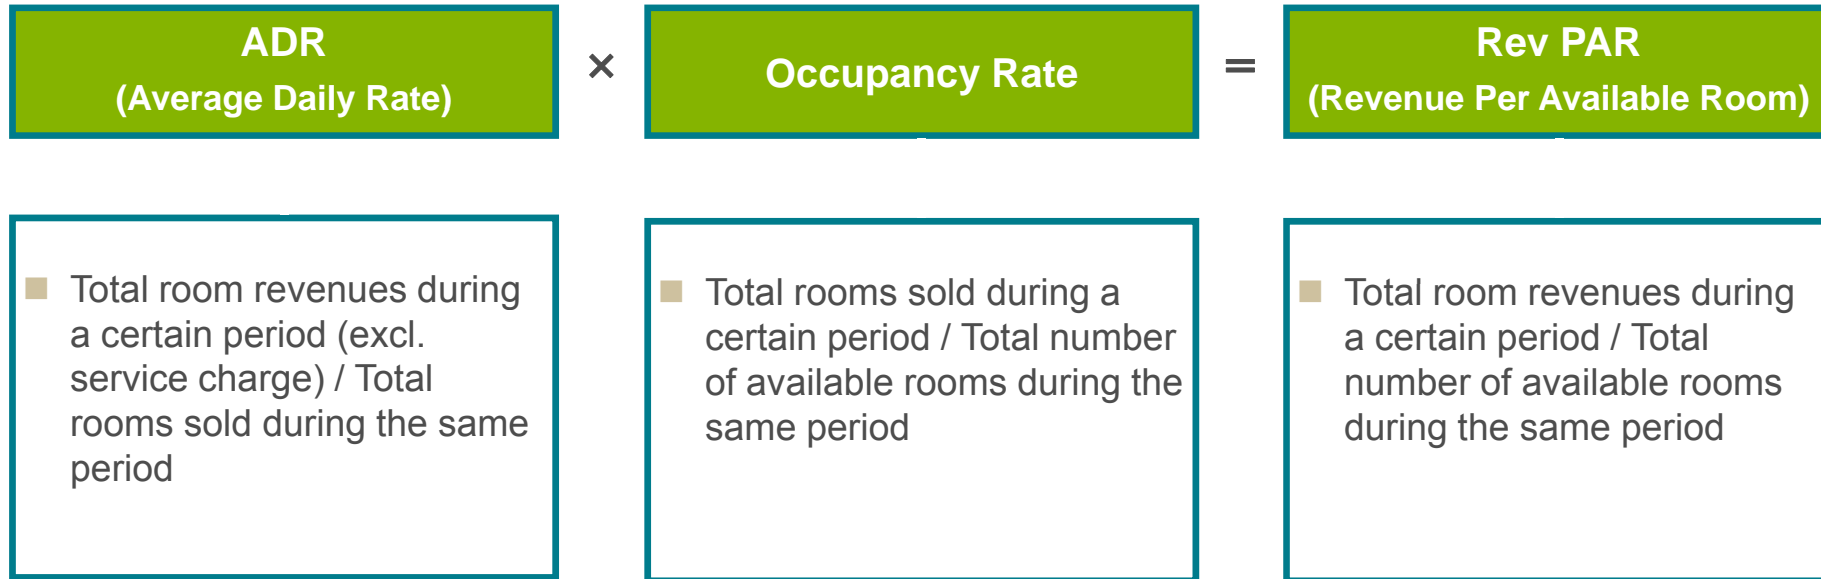 ADR
(Average Daily Rate)
×
Occupancy Rate
=
Rev PAR
(Revenue Per Available Room)
Total room revenues during
a certain period (excl.
service charge) / Total
rooms sold during the same
period
Total rooms sold during a
certain period / Total number
of available rooms during the
same period
Total room revenues during
a certain period / Total
number of available rooms
during the same period